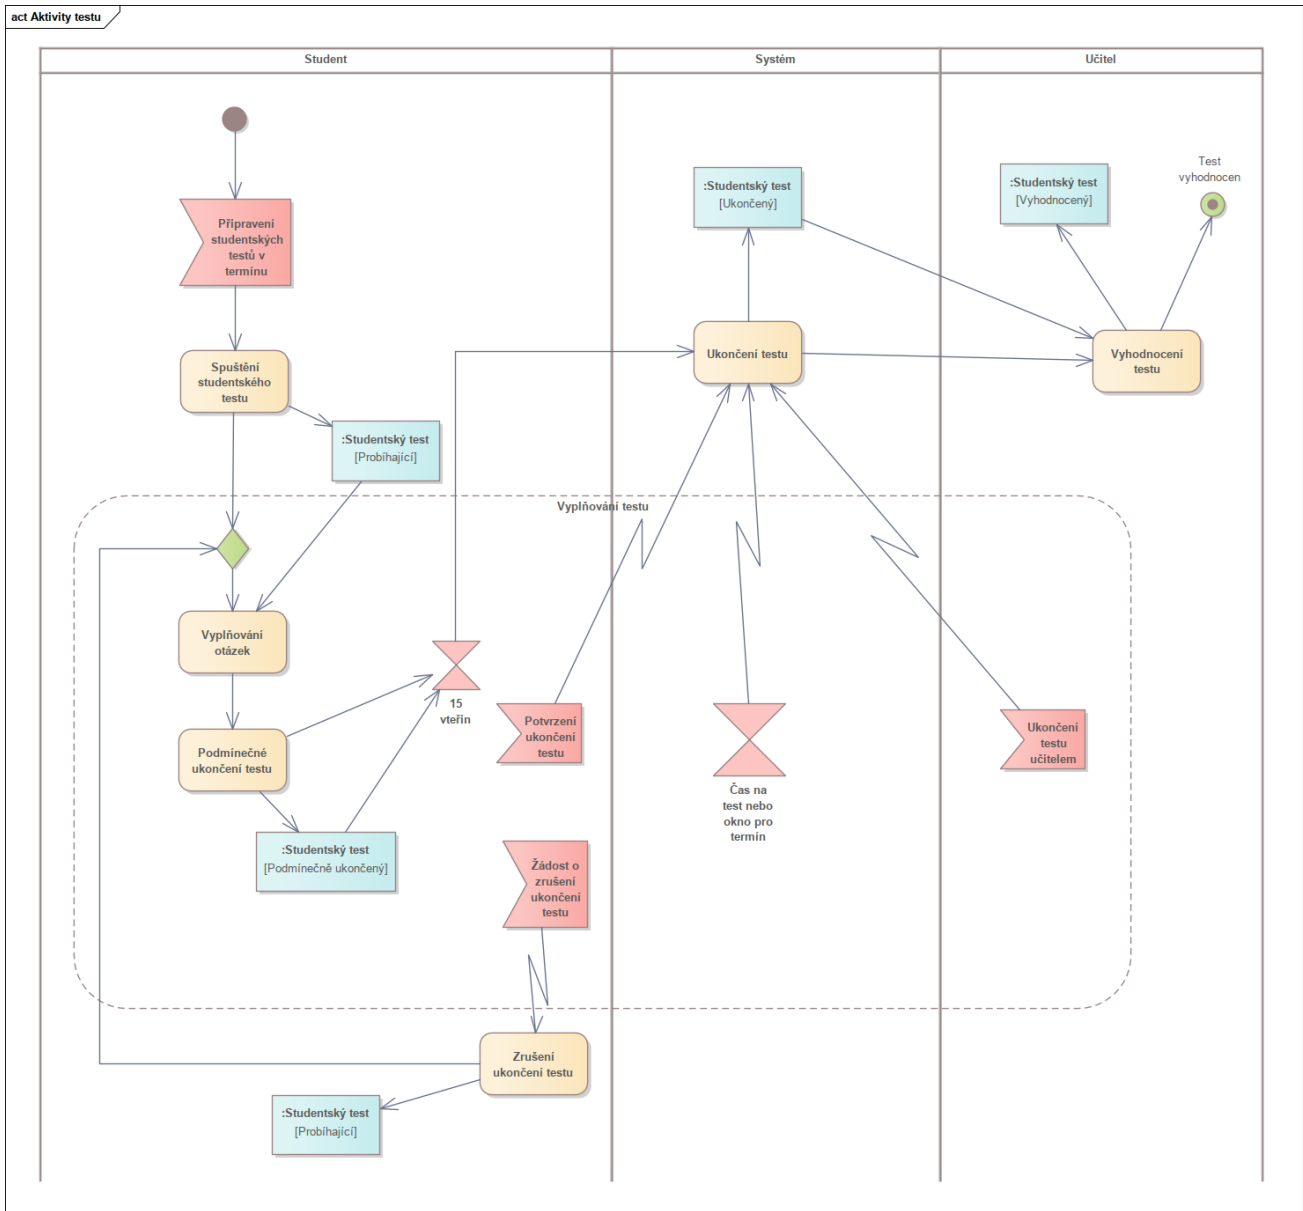 act Aktivity testu
Student
Systém
Učitel
Připravení
studentských
testů v
termínu
Spuštění
studentského
testu
:Studentský test
[Probíhající]
:Studentský test
[Ukončený]
:Studentský test
[Vyhodnocený]
Test
vyhodnocen
Ukončení testu
Vyhodnocení
testu
Vyplňování testu
Vyplňování
otázek
15
vteřin
Podmínečné
ukončení testu
Potvrzení
ukončení
testu
Ukončení
testu
učitelem
Čas na
test nebo
okno pro
termín
:Studentský test
[Podmínečně ukončený]
Žádost o
zrušení
ukončení
testu
Zrušení
ukončení testu
:Studentský test
[Probíhající]